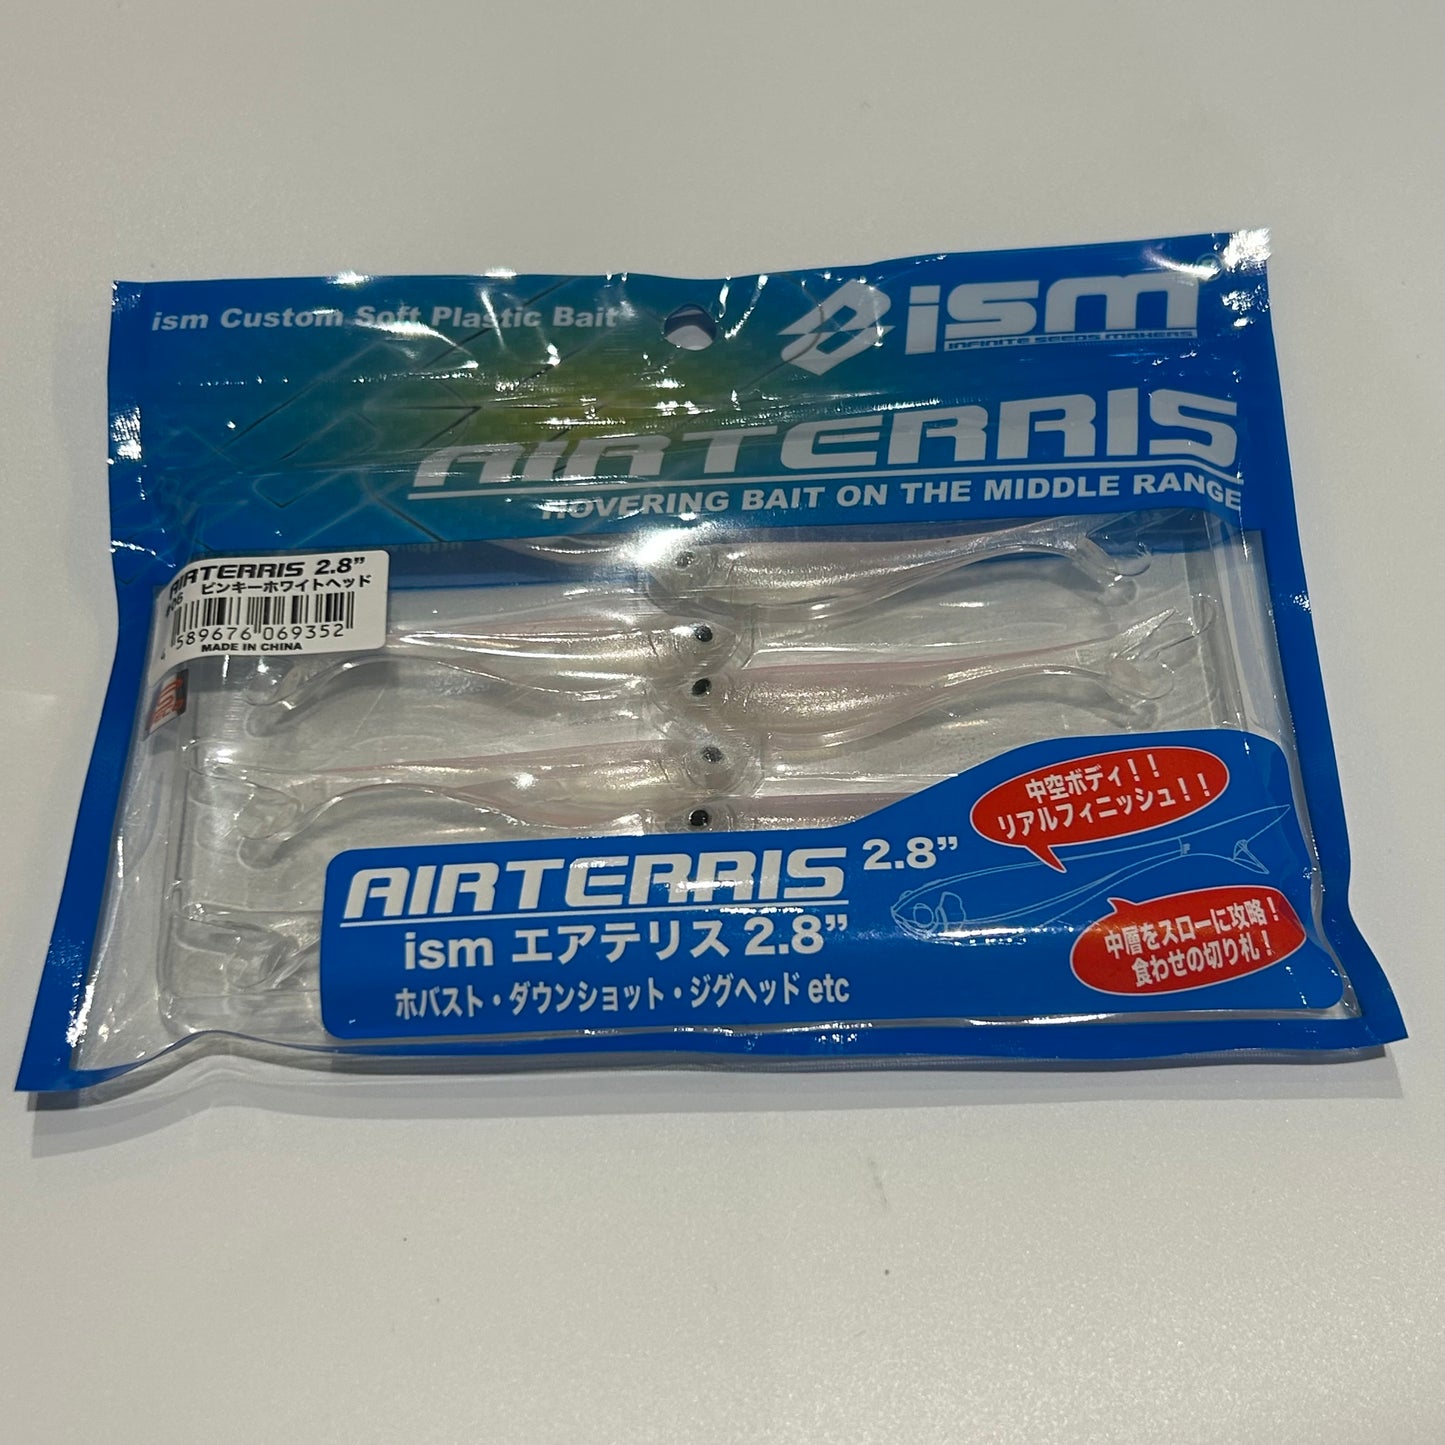 ism Custom Soft Plastic Bait
ism®
INFINITE SEEDS MAKERS
AIRTERRIS
HOVERING BAIT ON THE MIDDLE RANGE
AIRTERRIS 2.8”
#06 ピンキーホワイトヘッド
4 589676 069352
MADE IN CHINA
中空ボディ!!
リアルフィニッシュ!!
AIRTERRIS 2.8”
ism エアテリス 2.8”
ホバスト・ダウンショット・ジグヘッド etc
中層をスローに攻略!
食わせの切り札!